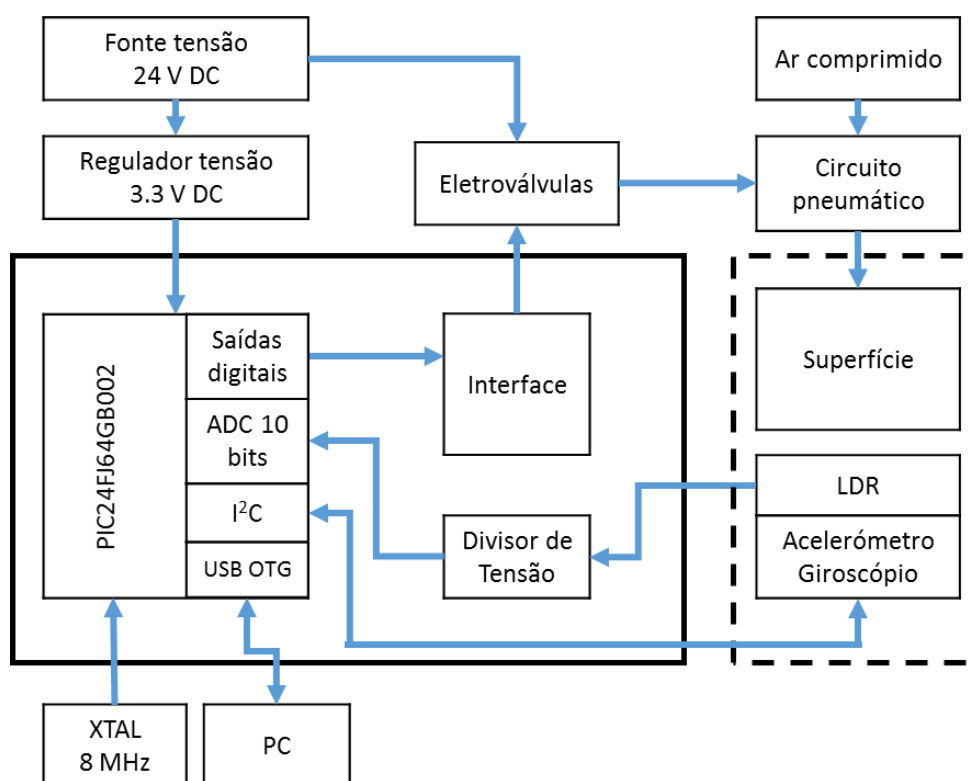 Fonte tensão
24 V DC
Ar comprimido
Regulador tensão
3.3 V DC
Eletroválvulas
Circuito
pneumático
PIC24FJ64GB002
Saídas
digitais
ADC 10
bits
I²C
USB OTG
Interface
Divisor de
Tensão
Superfície
LDR
Acelerómetro
Giroscópio
XTAL
8 MHz
PC